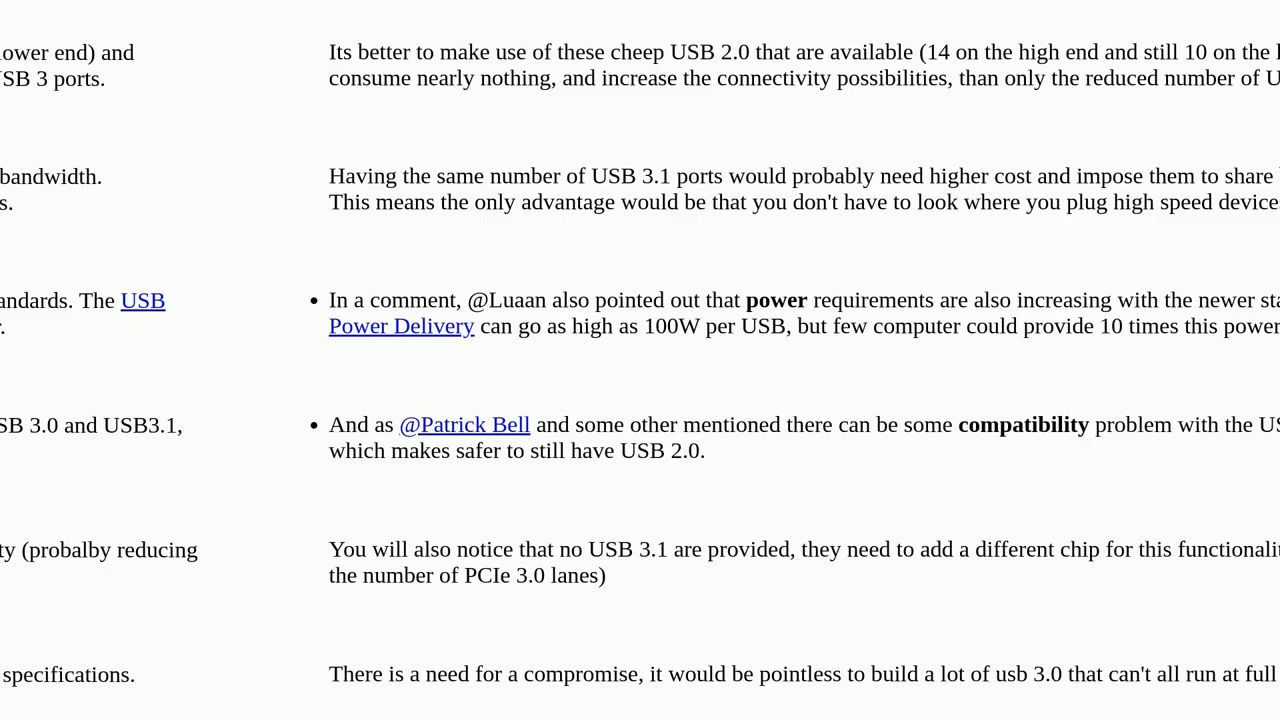 lower end) and
USB 3 ports.
bandwidth.
s.
andards. The USB
r.
SB 3.0 and USB3.1,
ty (probalby reducing
specifications.
Its better to make use of these cheep USB 2.0 that are available (14 on the high end and still 10 on the
consume nearly nothing, and increase the connectivity possibilities, than only the reduced number of U
Having the same number of USB 3.1 ports would probably need higher cost and impose them to share
This means the only advantage would be that you don't have to look where you plug high speed device
• In a comment, @Luaan also pointed out that power requirements are also increasing with the newer sta
Power Delivery can go as high as 100W per USB, but few computer could provide 10 times this power
• And as @Patrick Bell and some other mentioned there can be some compatibility problem with the US
which makes safer to still have USB 2.0.
You will also notice that no USB 3.1 are provided, they need to add a different chip for this functionalit
the number of PCIe 3.0 lanes)
There is a need for a compromise, it would be pointless to build a lot of usb 3.0 that can't all run at full